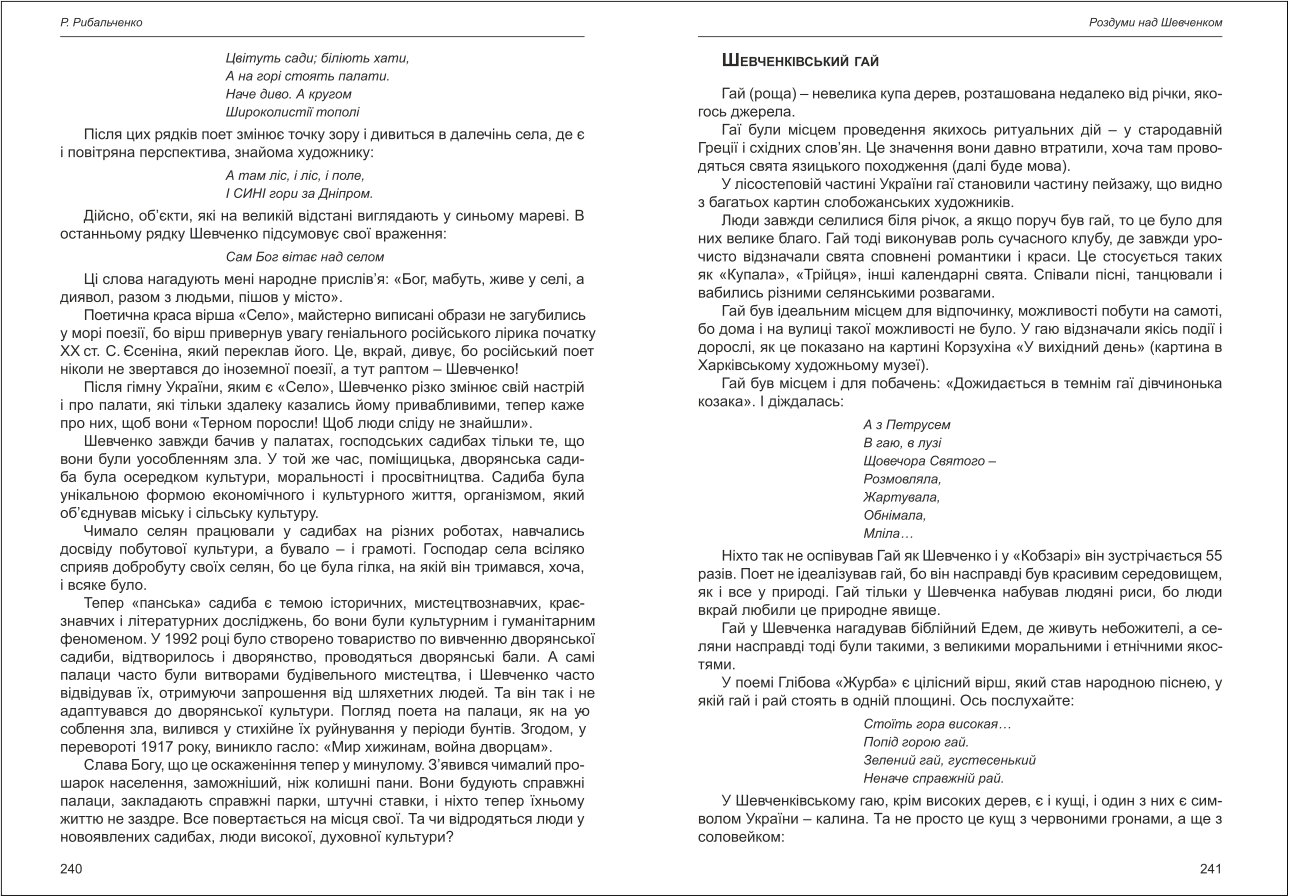 Р. Рибальченко
Цвітуть сади; біліють хати,
А на горі стоять палати.
Наче диво. А кругом
Широколистії тополі
Після цих рядків поет змінює точку зору і дивиться в далечінь села, де є
і повітряна перспектива, знайома художнику:
А там ліс, і ліс, і поле,
І СИНІ гори за Дніпром.
Дійсно, об’єкти, які на великій відстані виглядають у синьому мареві. В
останньому рядку Шевченко підсумовує свої враження:
Сам Бог вітає над селом
Ці слова нагадують мені народне прислів’я: «Бог, мабуть, живе у селі, а
диявол, разом з людьми, пішов у місто».
Поетична краса вірша «Село», майстерно виписані образи не загубились
у морі поезії, бо вірш привернув увагу геніального російського лірика початку
ХХ ст. С. Єсеніна, який переклав його. Це, вкрай, дивує, бо російський поет
ніколи не звертався до іноземної поезії, а тут раптом – Шевченко!
Після гімну України, яким є «Село», Шевченко різко змінює свій настрій
і про палати, які тільки здалеку казались йому привабливими, тепер каже
про них, щоб вони «Терном поросли! Щоб люди сліду не знайшли».
Шевченко завжди бачив у палатах, господських садибах тільки те, що
вони були уособленням зла. У той же час, поміщицька, дворянська сади-
ба була осередком культури, моральності і просвітництва. Садиба була
унікальною формою економічного і культурного життя, організмом, який
об’єднував міську і сільську культуру.
Чимало селян працювали у садибах на різних роботах, навчались
досвіду побутової культури, а бувало – і грамоті. Господар села всіляко
сприяв добробуту своїх селян, бо це була гілка, на якій він тримався, хоча,
і всяке було.
Тепер «панська» садиба є темою історичних, мистецтвознавчих, крає-
знавчих і літературних досліджень, бо вони були культурним і гуманітарним
феноменом. У 1992 році було створено товариство по вивченню дворянської
садиби, відтворилось і дворянство, проводяться дворянські бали. А самі
палаци часто були витворами будівельного мистецтва, і Шевченко часто
відвідував їх, отримуючи запрошення від шляхетних людей. Та він так і не
адаптувався до дворянської культури. Погляд поета на палаци, як на уо
соблення зла, вилився у стихійне їх руйнування у періоди бунтів. Згодом, у
перевороті 1917 року, виникло гасло: «Мир хижинам, война дворцам».
Слава Богу, що це оскаженіння тепер у минулому. З’явився чималий про-
шарок населення, заможніший, ніж колишні пани. Вони будують справжні
палаци, закладають справжні парки, штучні ставки, і ніхто тепер їхньому
життю не заздре. Все повертається на місця свої. Та чи відродяться люди у
новоявлених садибах, люди високої, духовної культури?
240
Роздуми над Шевченком
Шевченківський гай
Гай (роща) – невелика купа дерев, розташована недалеко від річки, яко-
гось джерела.
Гаї були місцем проведення якихось ритуальних дій – у стародавній
Греції і східних слов’ян. Це значення вони давно втратили, хоча там прово-
дяться свята язицького походження (далі буде мова).
У лісостеповій частині України гаї становили частину пейзажу, що видно
з багатьох картин слобожанських художників.
Люди завжди селилися біля річок, а якщо поруч був гай, то це було для
них велике благо. Гай тоді виконував роль сучасного клубу, де завжди уро-
чисто відзначали свята сповнені романтики і краси. Це стосується таких
як «Купала», «Трійця», інші календарні свята. Співали пісні, танцювали і
вабились різними селянськими розвагами.
Гай був ідеальним місцем для відпочинку, можливості побути на самоті,
бо дома і на вулиці такої можливості не було. У гаю відзначали якісь події і
дорослі, як це показано на картині Корзухіна «У вихідний день» (картина в
Харківському художньому музеї).
Гай був місцем і для побачень: «Дожидається в темнім гаї дівчинонька
козака». І діждалась:
А з Петрусем
В гаю, в лузі
Щовечора Святого –
Розмовляла,
Жартувала,
Обнімала,
Мліла…
Ніхто так не оспівував Гай як Шевченко і у «Кобзарі» він зустрічається 55
разів. Поет не ідеалізував гай, бо він насправді був красивим середовищем,
як і все у природі. Гай тільки у Шевченка набував людяні риси, бо люди
вкрай любили це природне явище.
Гай у Шевченка нагадував біблійний Едем, де живуть небожителі, а се-
ляни насправді тоді були такими, з великими моральними і етнічними якос-
тями.
У поемі Глібова «Журба» є цілісний вірш, який став народною піснею, у
якій гай і рай стоять в одній площині. Ось послухайте:
Стоїть гора високая…
Попід горою гай.
Зелений гай, густесенький
Неначе справжній рай.
У Шевченківському гаю, крім високих дерев, є і кущі, і один з них є сим-
волом України – калина. Та не просто це кущ з червоними гронами, а ще з
соловейком:
241